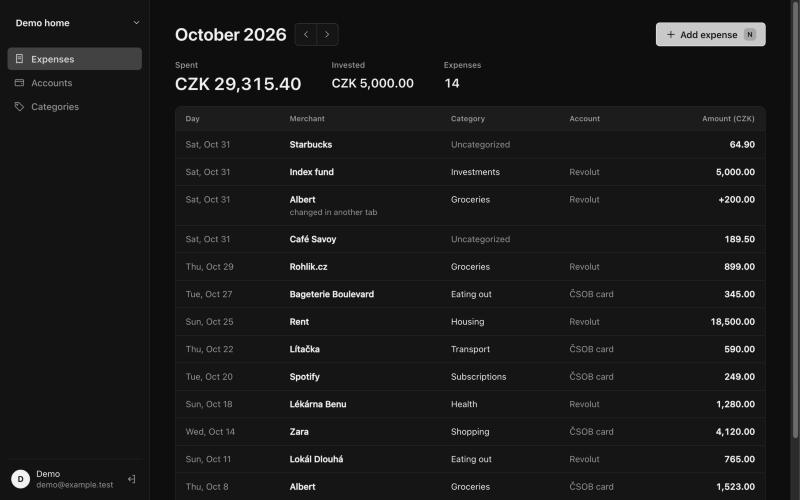 Demo home
Expenses
Accounts
Categories
Demo
demo@example.test
D
October 2026
+ Add expense N
Spent Invested Expenses
CZK 29,315.40 CZK 5,000.00 14
Day Merchant Category Account Amount (CZK)
Sat, Oct 31 Starbucks Uncategorized 64.90
Sat, Oct 31 Index fund Investments Revolut 5,000.00
Sat, Oct 31 Albert Groceries Revolut +200.00
changed in another tab
Sat, Oct 31 Café Savoy Uncategorized 189.50
Thu, Oct 29 Rohlik.cz Groceries Revolut 899.00
Tue, Oct 27 Bageterie Boulevard Eating out ČSOB card 345.00
Sun, Oct 25 Rent Housing Revolut 18,500.00
Thu, Oct 22 Lítačka Transport ČSOB card 590.00
Tue, Oct 20 Spotify Subscriptions ČSOB card 249.00
Sun, Oct 18 Lékárna Benu Health Revolut 1,280.00
Wed, Oct 14 Zara Shopping ČSOB card 4,120.00
Sun, Oct 11 Lokál Dlouhá Eating out Revolut 765.00
Thu, Oct 8 Albert Groceries ČSOB card 1,523.00